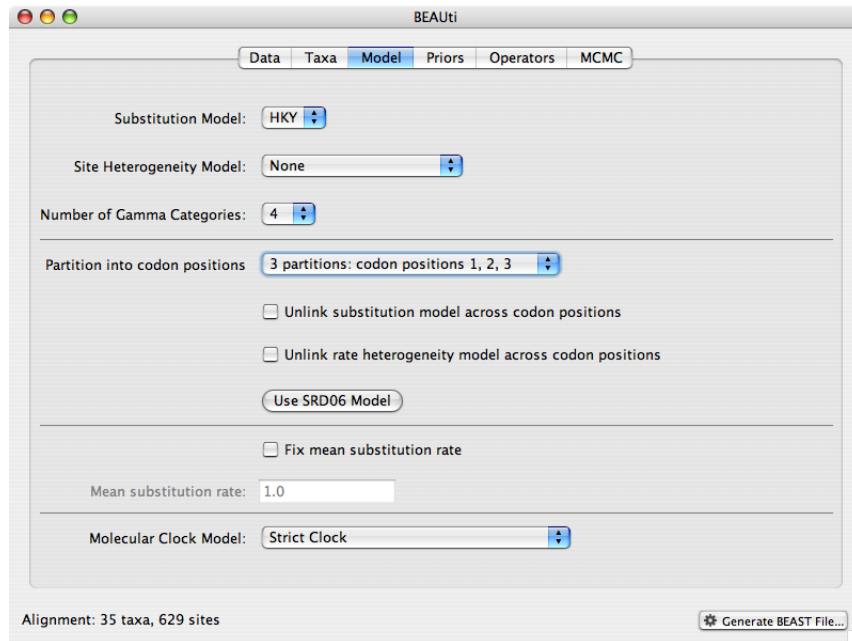 BEAUti
Data Taxa Model Priors Operators MCMC
Substitution Model: HKY
Site Heterogeneity Model: None
Number of Gamma Categories: 4
Partition into codon positions 3 partitions: codon positions 1, 2, 3
Unlink substitution model across codon positions
Unlink rate heterogeneity model across codon positions
Use SRD06 Model
Fix mean substitution rate
Mean substitution rate: 1.0
Molecular Clock Model: Strict Clock
Alignment: 35 taxa, 629 sites Generate BEAST File...